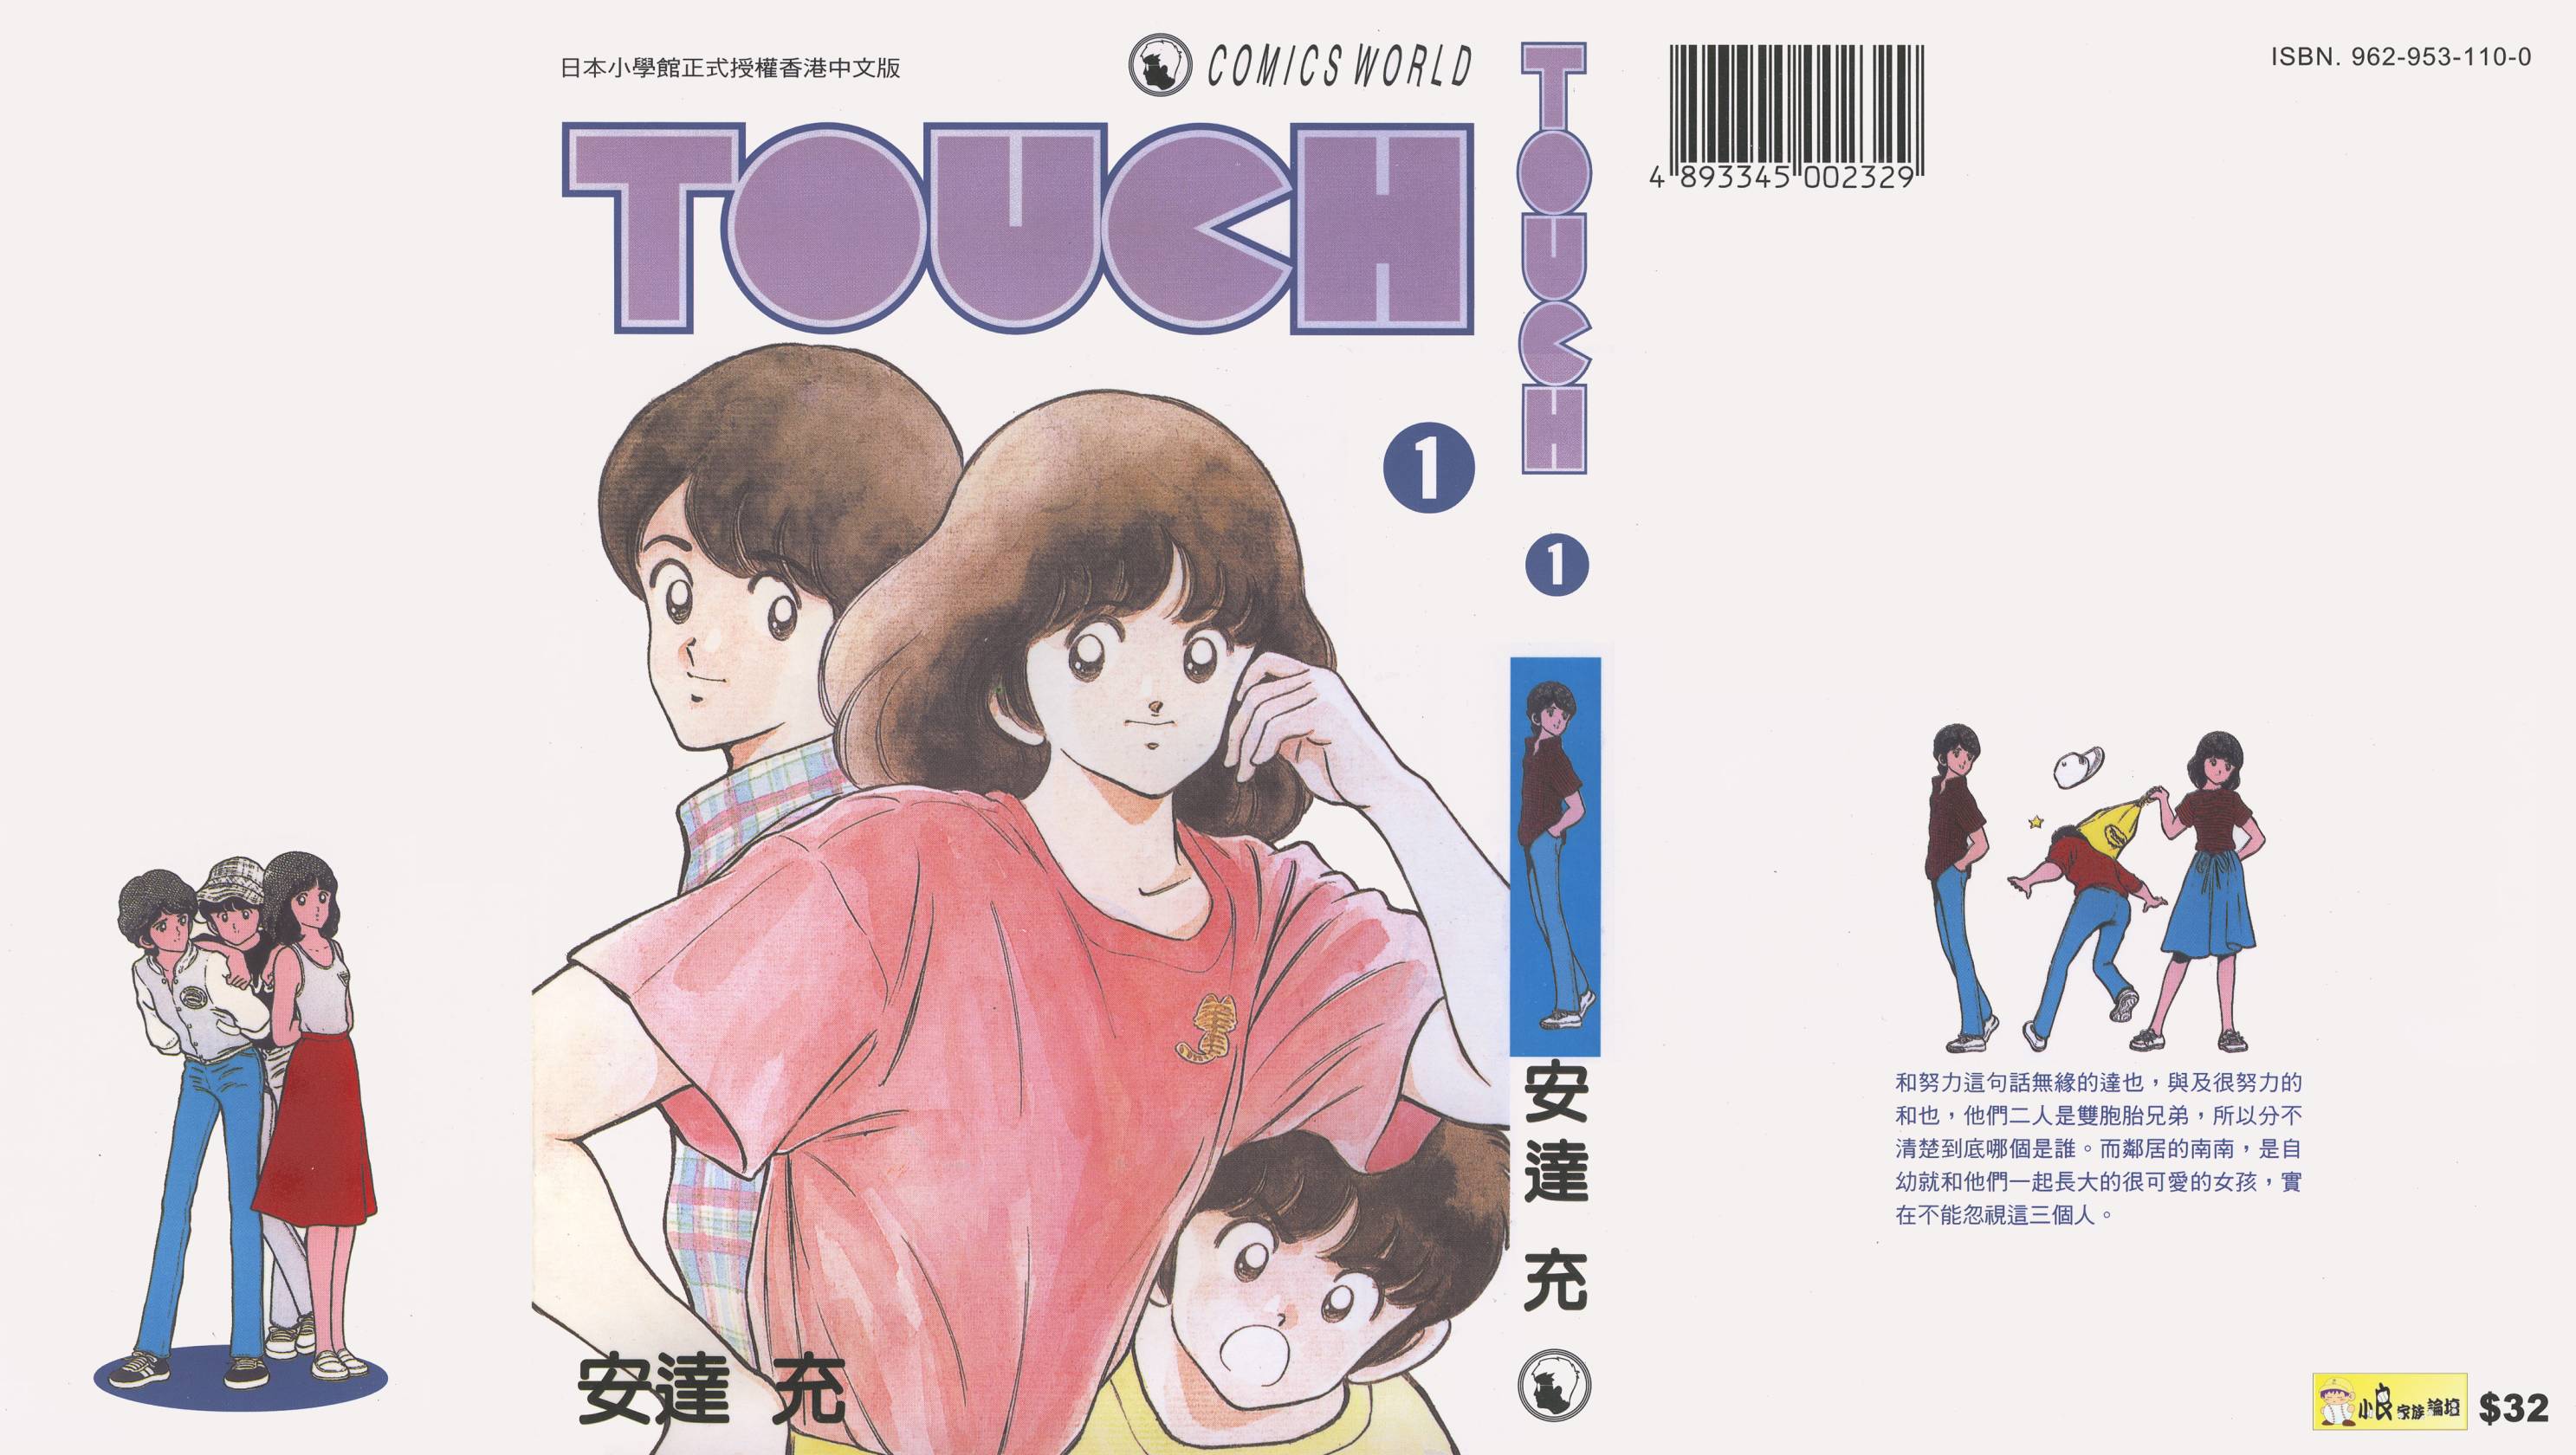 日本小學館正式授權香港中文版
COMICS WORLD
TOUCH
1
安達 充
TOUCH
1
安達 充
4 893345 002329
ISBN. 962-953-110-0
和努力這句話無緣的達也，與及很努力的
和也，他們二人是雙胞胎兄弟，所以分不
清楚到底哪個是誰。而鄰居的南南，是自
幼就和他們一起長大的很可愛的女孩，實
在不能忽視這三個人。
小良家族論壇
$32